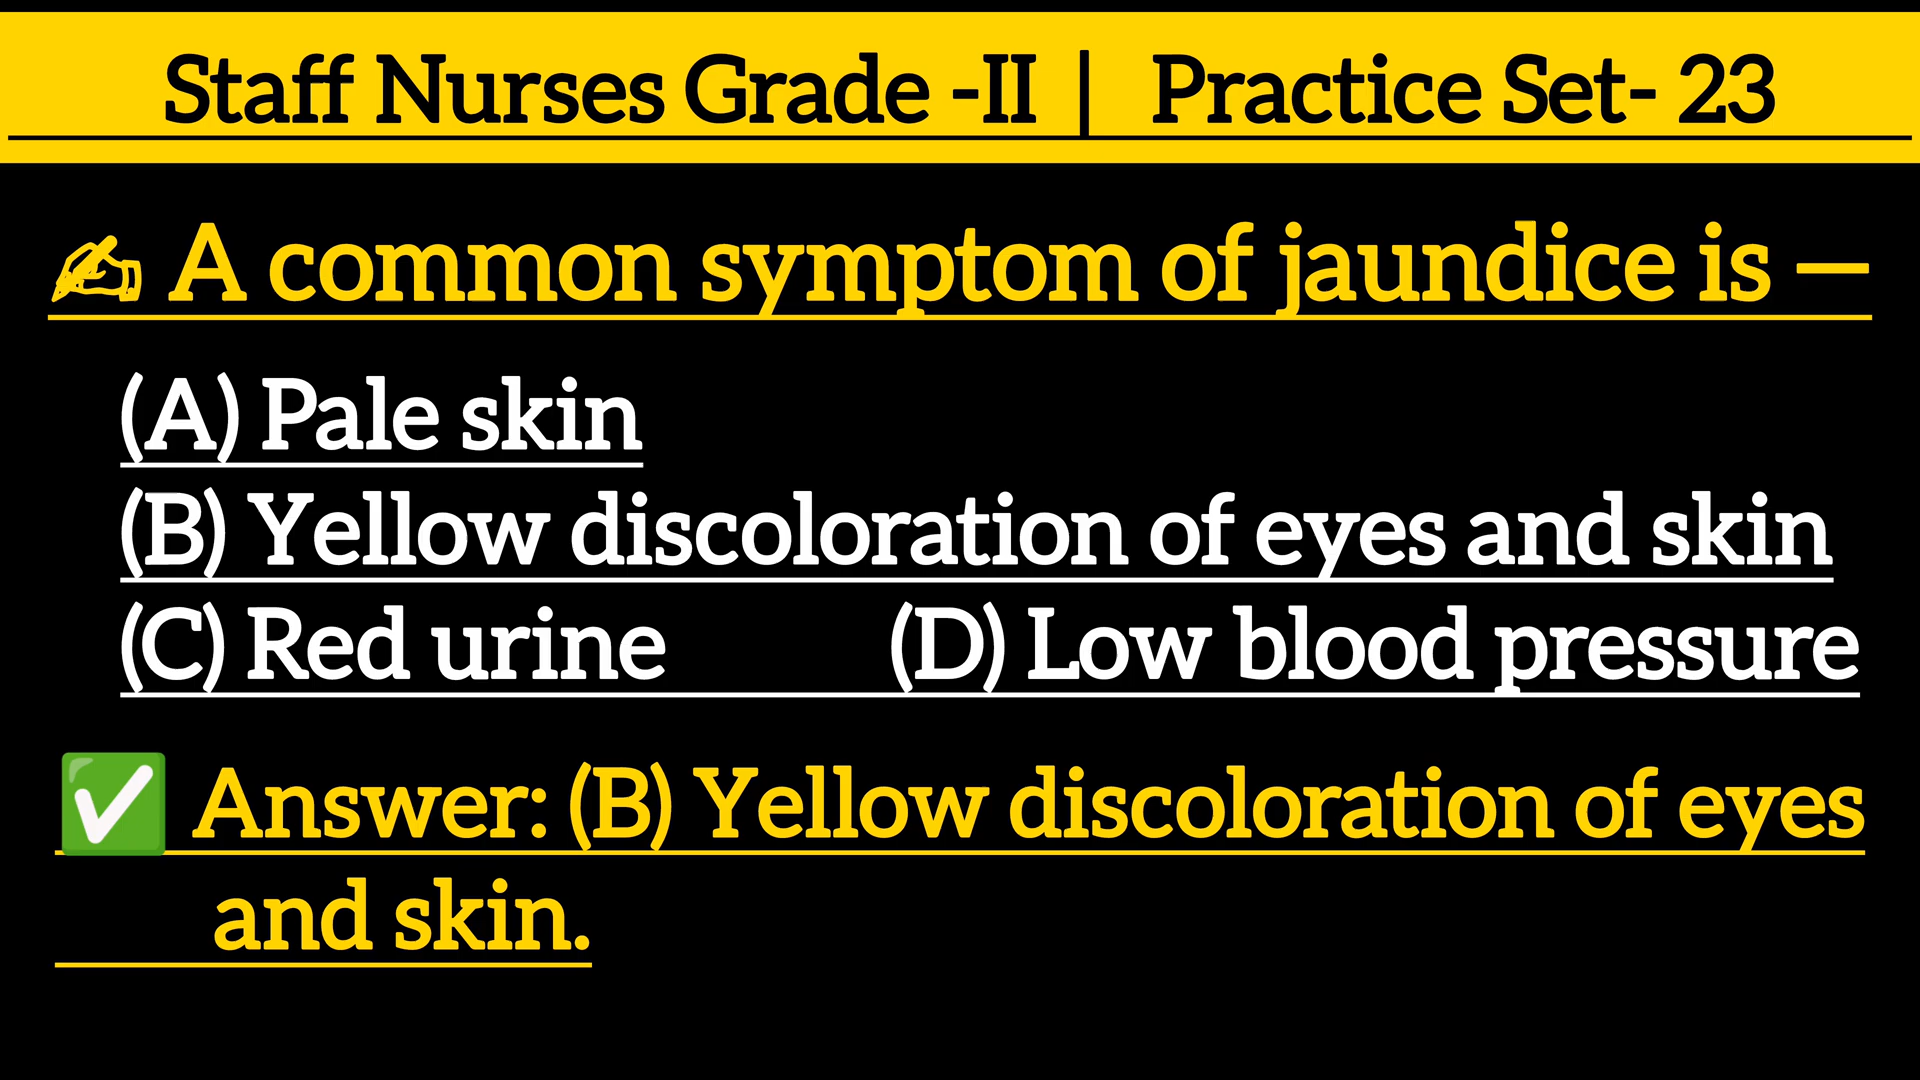 Staff Nurses Grade -II | Practice Set- 23
✍ A common symptom of jaundice is —
(A) Pale skin
(B) Yellow discoloration of eyes and skin
(C) Red urine (D) Low blood pressure
✅ Answer: (B) Yellow discoloration of eyes
and skin.